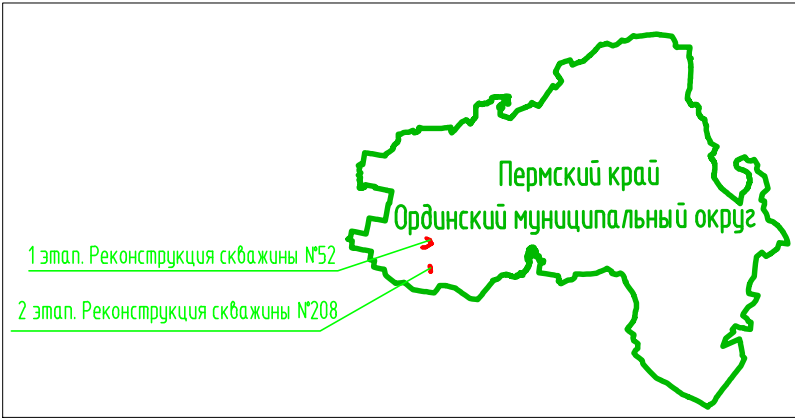 Пермский край
Ординский муниципальный округ
1 этап. Реконструкция скважины №52
2 этап. Реконструкция скважины №208